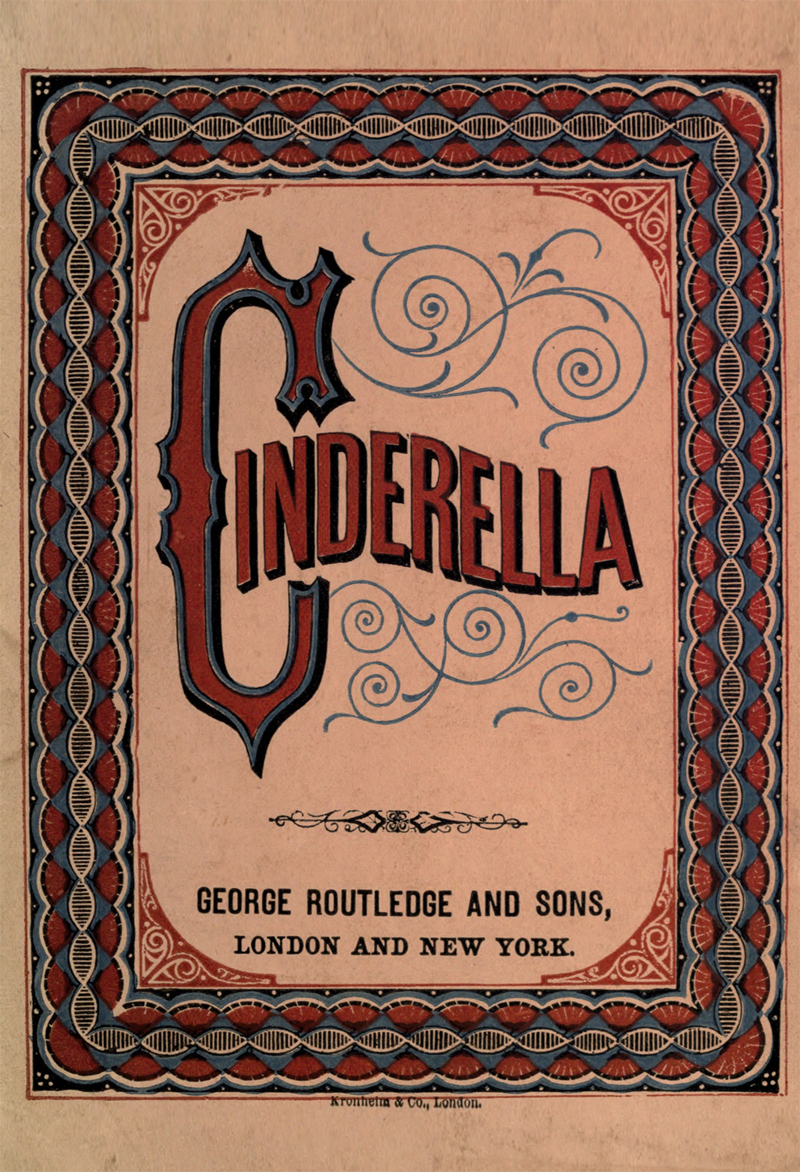 CINDERELLA
GEORGE ROUTLEDGE AND SONS,
LONDON AND NEW YORK.
Kronheim & Co., London.